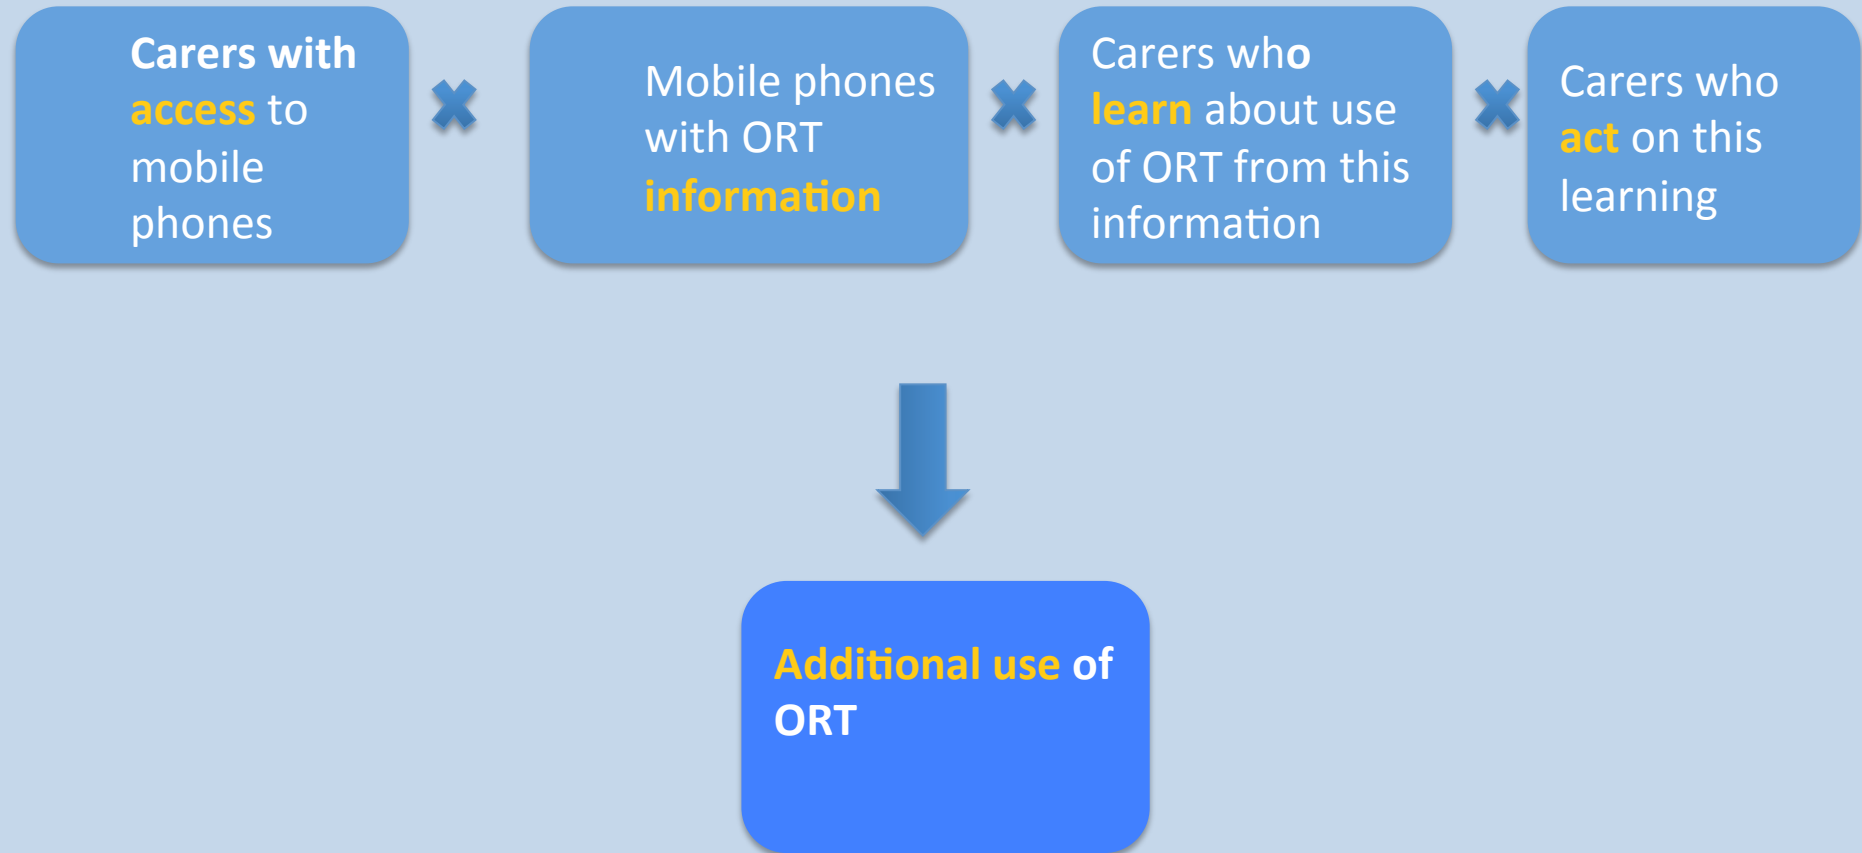 Carers with
access to
mobile
phones
Mobile phones
with ORT
information
Carers who
learn about use
of ORT from this
information
Carers who
act on this
learning
Additional use of
ORT